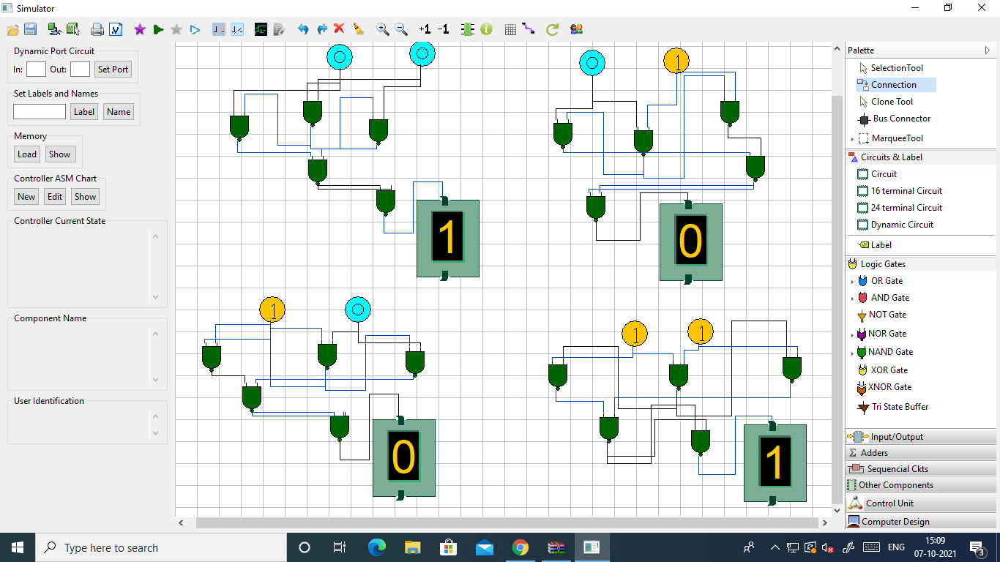 Simulator
+1 -1
Dynamic Port Circuit
In: Out: Set Port
Set Labels and Names
Label Name
Memory
Load Show
Controller ASM Chart
New Edit Show
Controller Current State
Component Name
User Identification
1
1
0
1
0
1
1
1
Palette
SelectionTool
Connection
Clone Tool
Bus Connector
MarqueeTool
Circuits & Label
Circuit
16 terminal Circuit
24 terminal Circuit
Dynamic Circuit
Label
Logic Gates
OR Gate
AND Gate
NOT Gate
NOR Gate
NAND Gate
XOR Gate
XNOR Gate
Tri State Buffer
Input/Output
Σ Adders
Sequencial Ckts
Other Components
Control Unit
Computer Design
Type here to search
ENG
15:09
07-10-2021
3